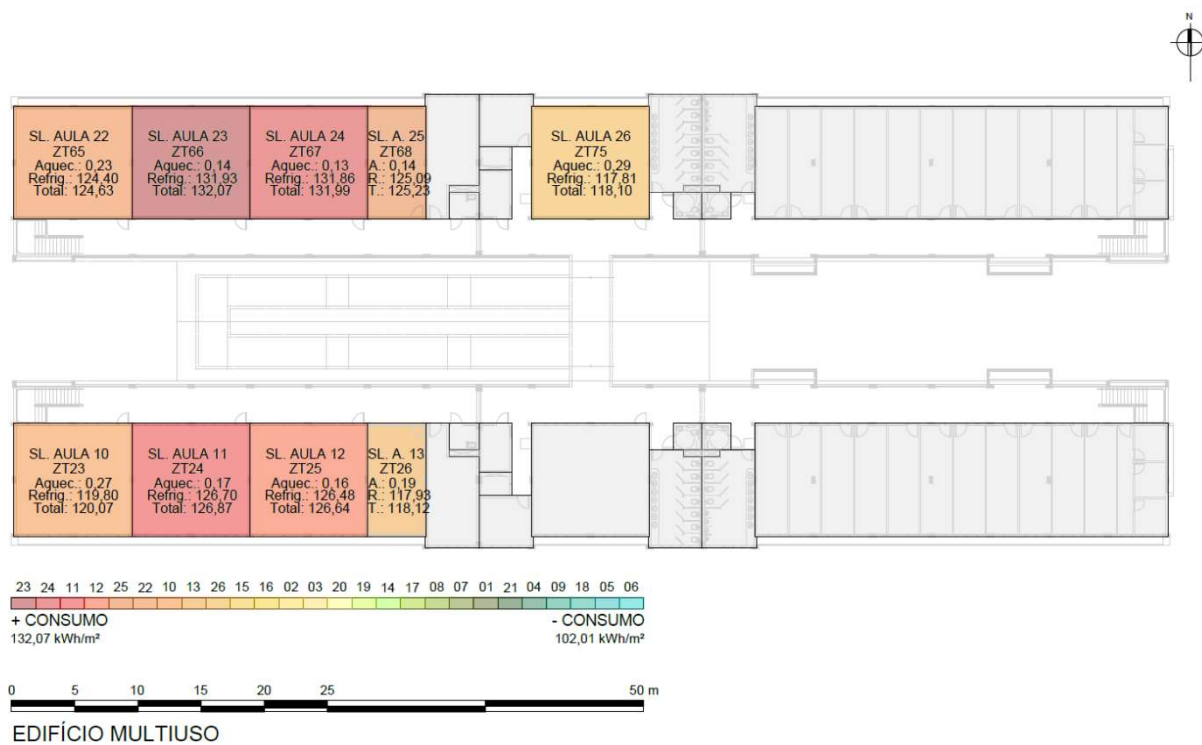 N
SL. AULA 22
ZT65
Aquec.: 0,23
Refrig.: 124,40
Total: 124,63
SL. AULA 23
ZT66
Aquec.: 0,14
Refrig.: 131,93
Total: 132,07
SL. AULA 24
ZT67
Aquec.: 0,13
Refrig.: 131,86
Total: 131,99
SL. A. 25
ZT68
A.: 0,14
R.: 125,09
T.: 125,23
SL. AULA 26
ZT75
Aquec.: 0,29
Refrig.: 117,81
Total: 118,10
SL. AULA 10
ZT23
Aquec.: 0,27
Refrig.: 119,80
Total: 120,07
SL. AULA 11
ZT24
Aquec.: 0,17
Refrig.: 126,70
Total: 126,87
SL. AULA 12
ZT25
Aquec.: 0,16
Refrig.: 126,48
Total: 126,64
SL. A. 13
ZT26
A.: 0,19
R.: 117,93
T.: 118,12
23 24 11 12 25 22 10 13 26 15 16 02 03 20 19 14 17 08 07 01 21 04 09 18 05 06
+ CONSUMO - CONSUMO
132,07 kWh/m² 102,01 kWh/m²
0 5 10 15 20 25 50 m
EDIFÍCIO MULTIUSO